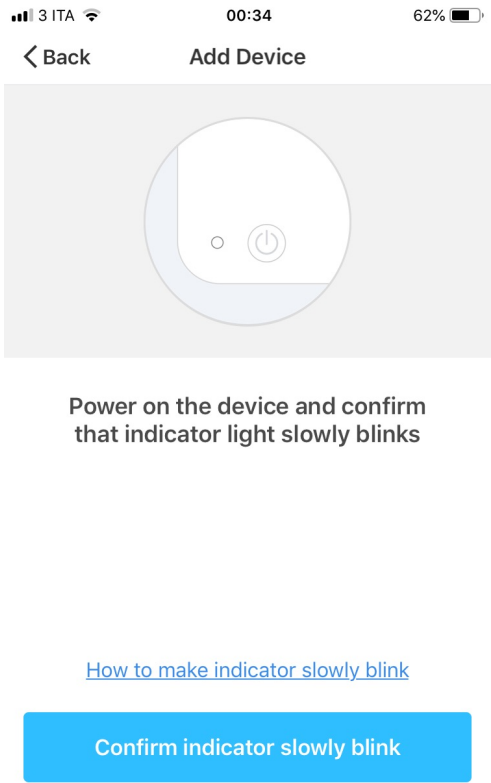 3 ITA 00:34 62%
Back Add Device
Power on the device and confirm
that indicator light slowly blinks
How to make indicator slowly blink
Confirm indicator slowly blink